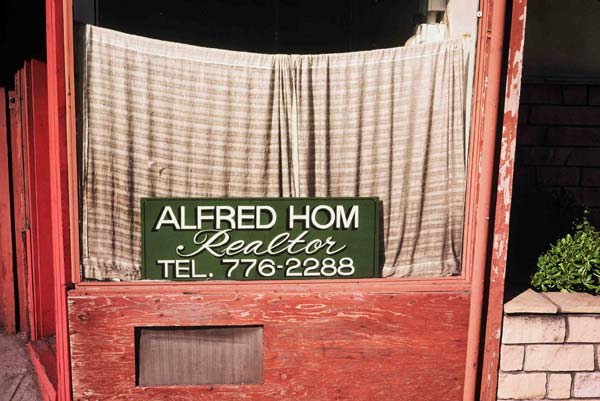 ALFRED HOM
Realtor
TEL. 776-2288